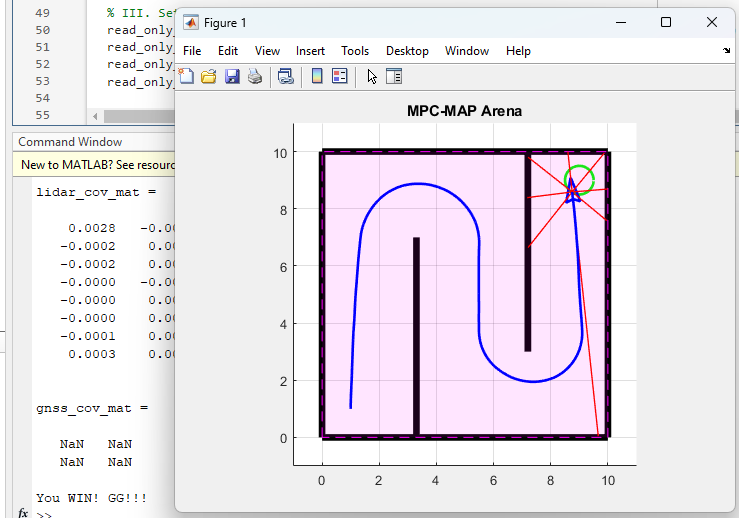 49 % III. Se
50 read_only_
51 read_only_
52 read_only_
53 read_only_
54
55
Command Window
New to MATLAB? See resourc
lidar_cov_mat =
0.0028 -0.00
-0.0002 0.00
-0.0002 0.00
-0.0000 -0.00
-0.0000 0.00
-0.0000 0.00
-0.0001 0.00
0.0003 0.00
gnss_cov_mat =
NaN NaN
NaN NaN
You WIN! GG!!!
fx >>
Figure 1
File Edit View Insert Tools Desktop Window Help
MPC-MAP Arena
10
8
6
4
2
0
0 2 4 6 8 10